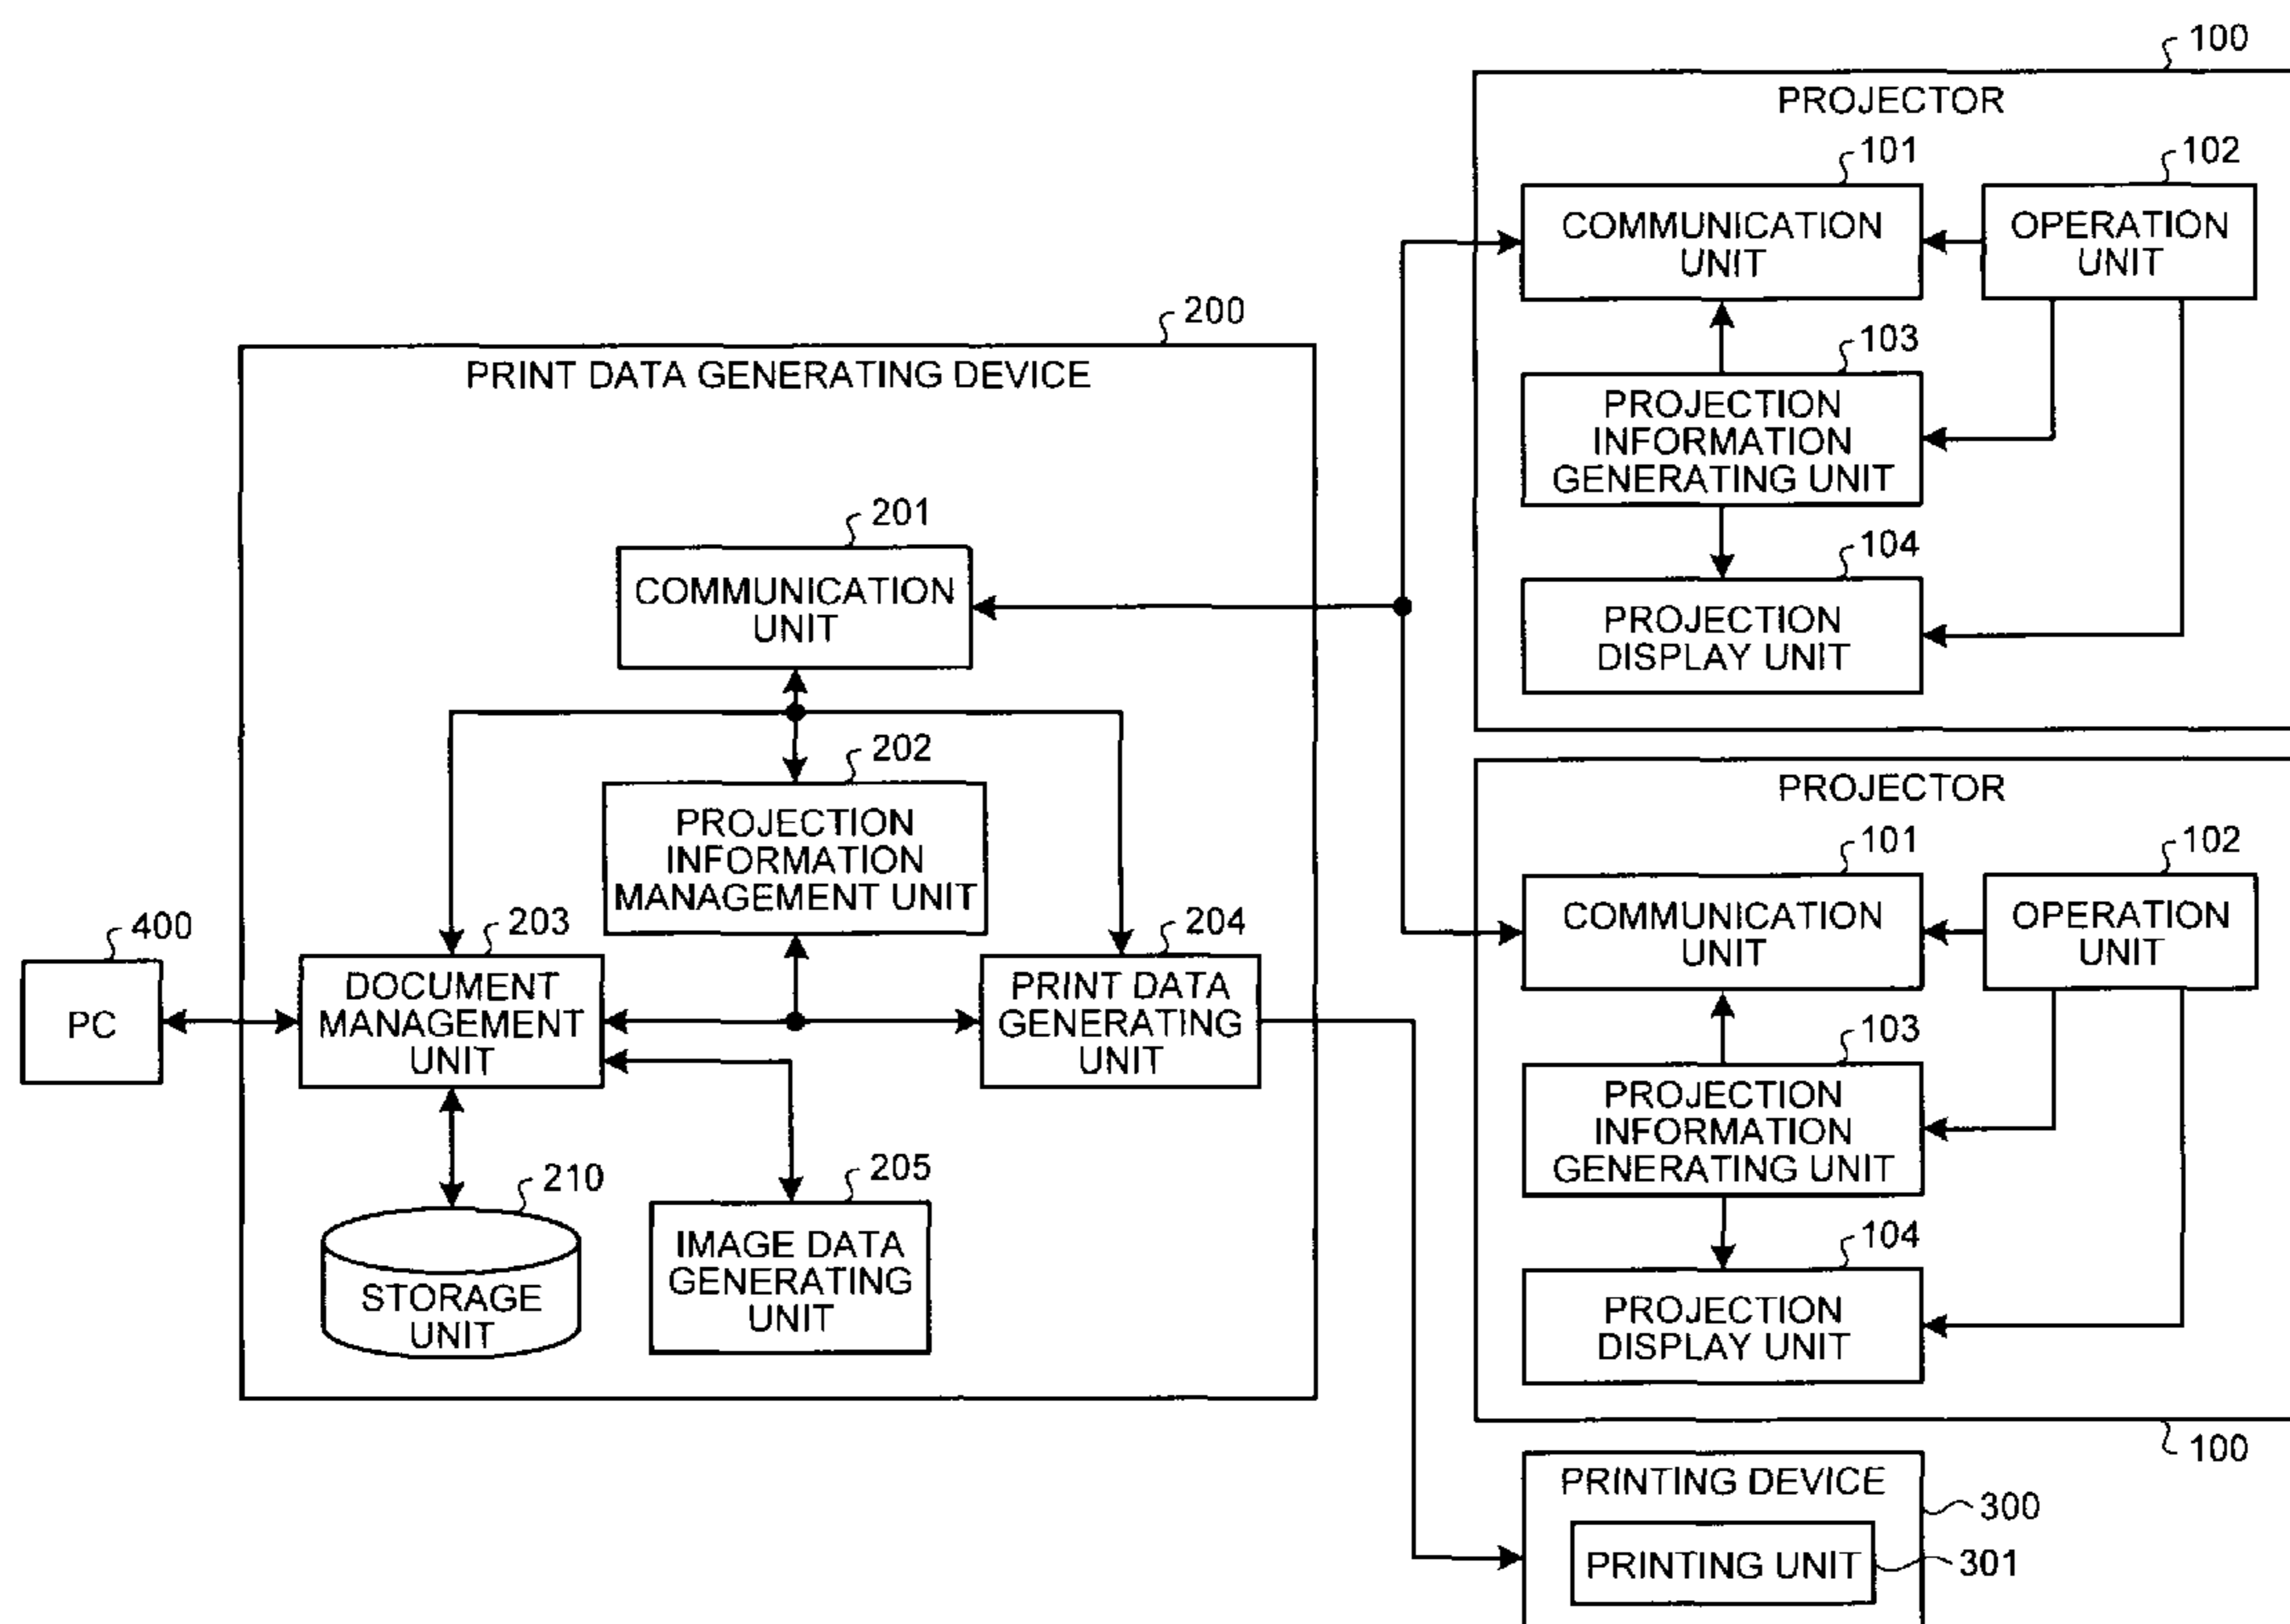 100
PROJECTOR
101
102
COMMUNICATION
UNIT
OPERATION
UNIT
103
PROJECTION
INFORMATION
GENERATING UNIT
104
PROJECTION
DISPLAY UNIT
200
PRINT DATA GENERATING DEVICE
201
COMMUNICATION
UNIT
202
PROJECTION
INFORMATION
MANAGEMENT UNIT
400
PC
203
DOCUMENT
MANAGEMENT
UNIT
204
PRINT DATA
GENERATING
UNIT
210
STORAGE
UNIT
205
IMAGE DATA
GENERATING
UNIT
PROJECTOR
101
102
COMMUNICATION
UNIT
OPERATION
UNIT
103
PROJECTION
INFORMATION
GENERATING UNIT
104
PROJECTION
DISPLAY UNIT
100
PRINTING DEVICE
300
PRINTING UNIT
301